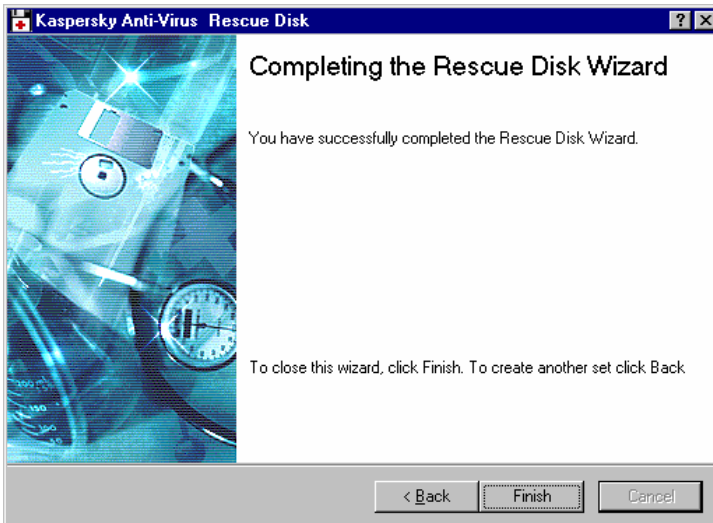 Kaspersky Anti-Virus Rescue Disk
Completing the Rescue Disk Wizard
You have successfully completed the Rescue Disk Wizard.
To close this wizard, click Finish. To create another set click Back
< Back Finish Cancel